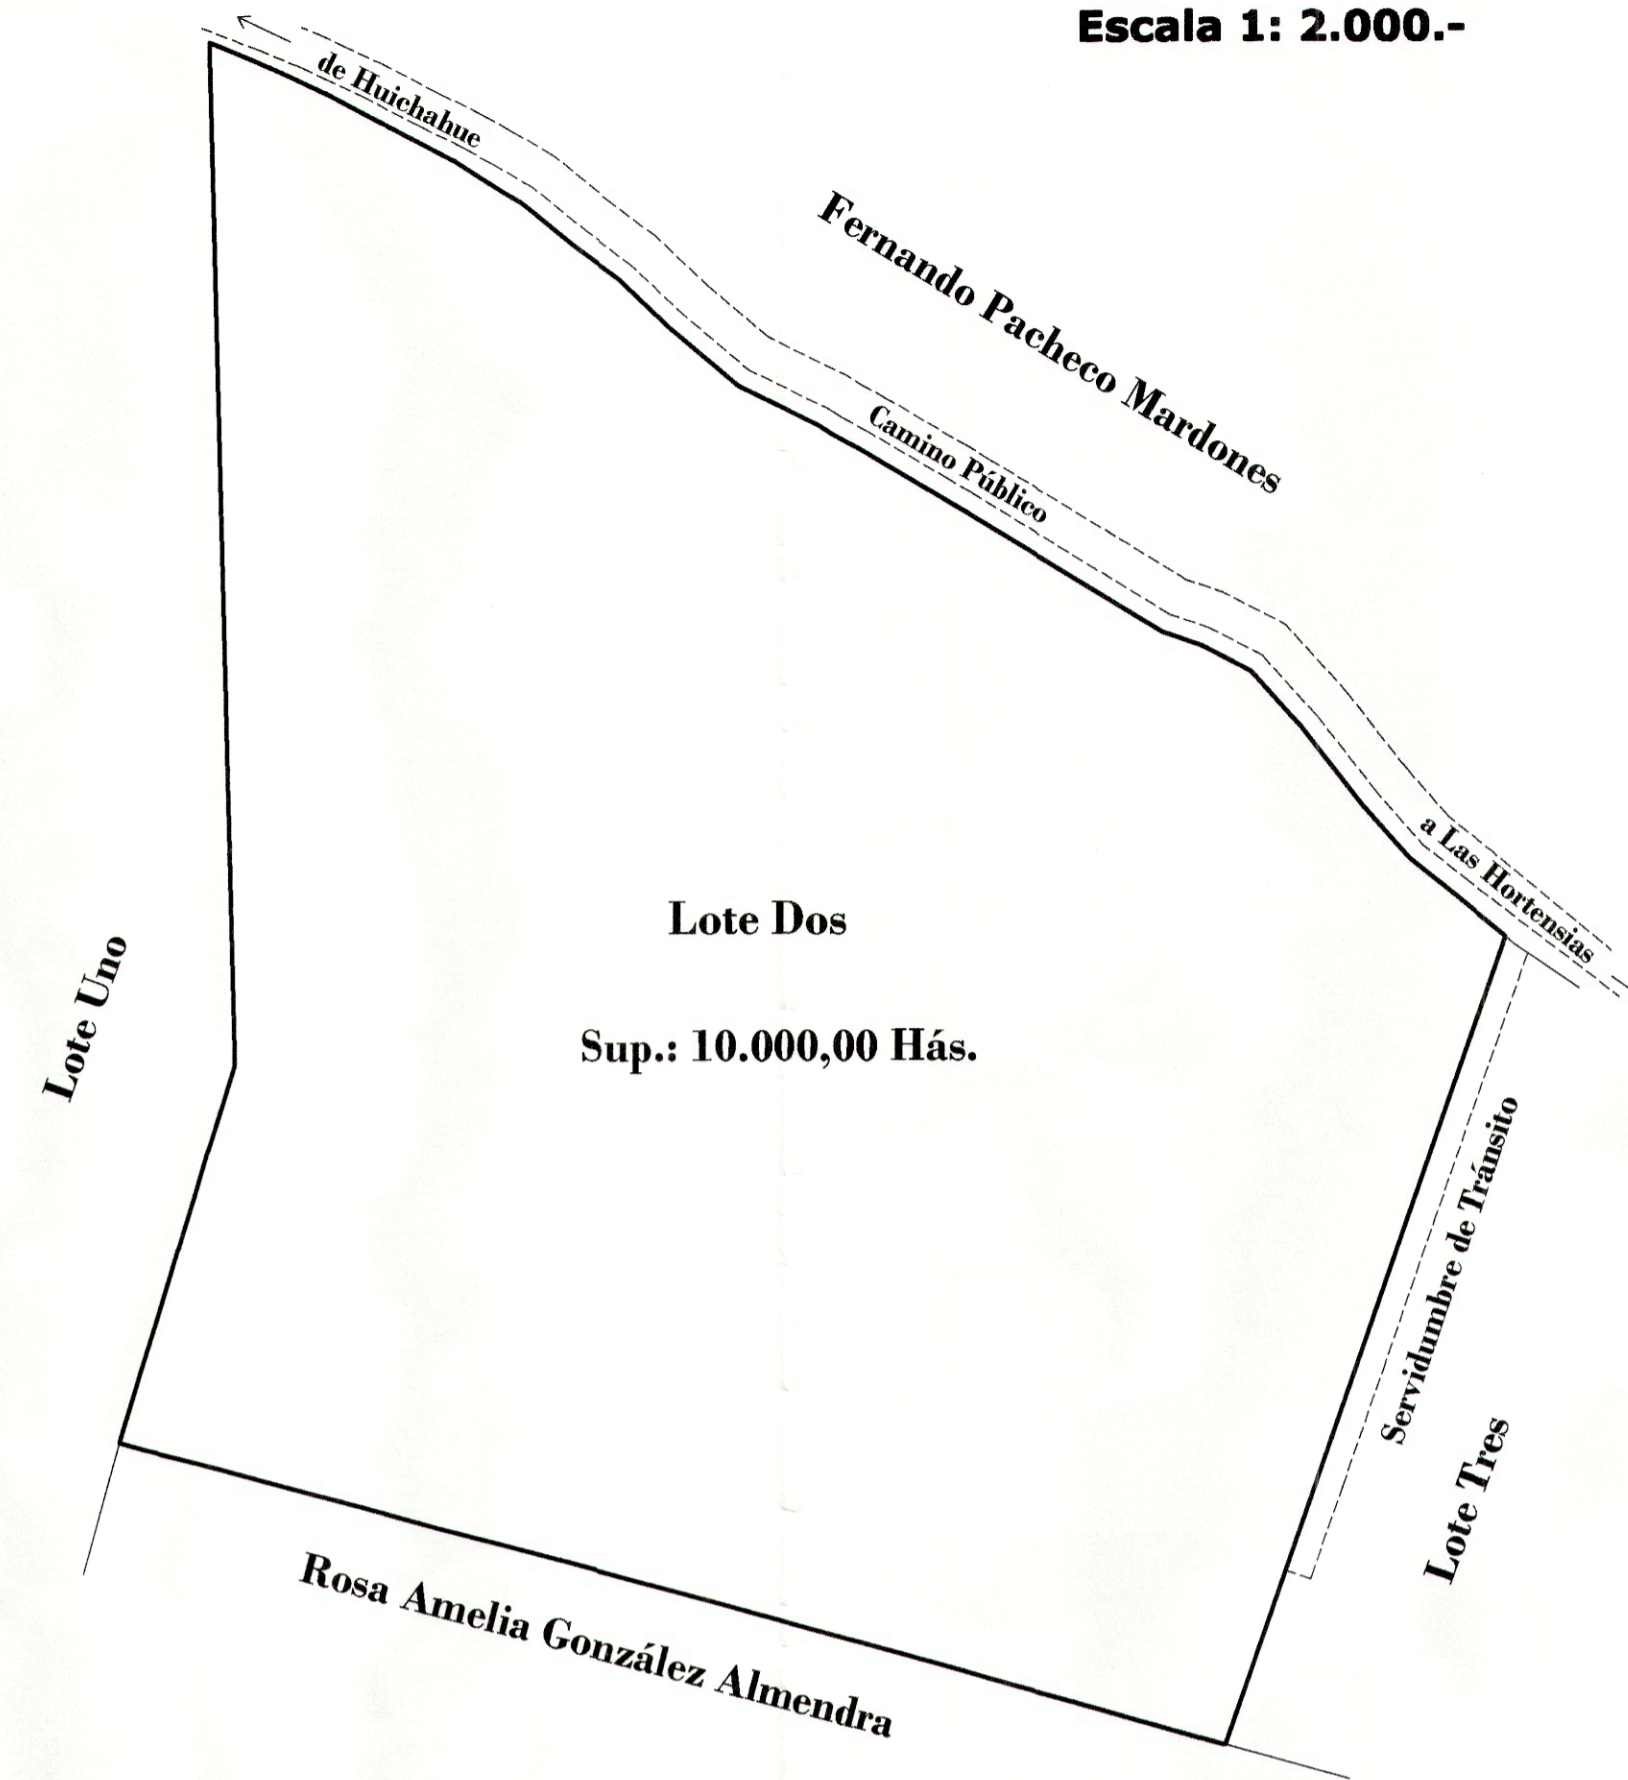 Escala 1: 2.000.-
de Huichahue
Fernando Pacheco Mardones
Camino Público
a Las Hortensias
Lote Dos
Lote Uno
Sup.: 10.000,00 Hás.
Servidumbre de Tránsito
Lote Tres
Rosa Amelia González Almendra